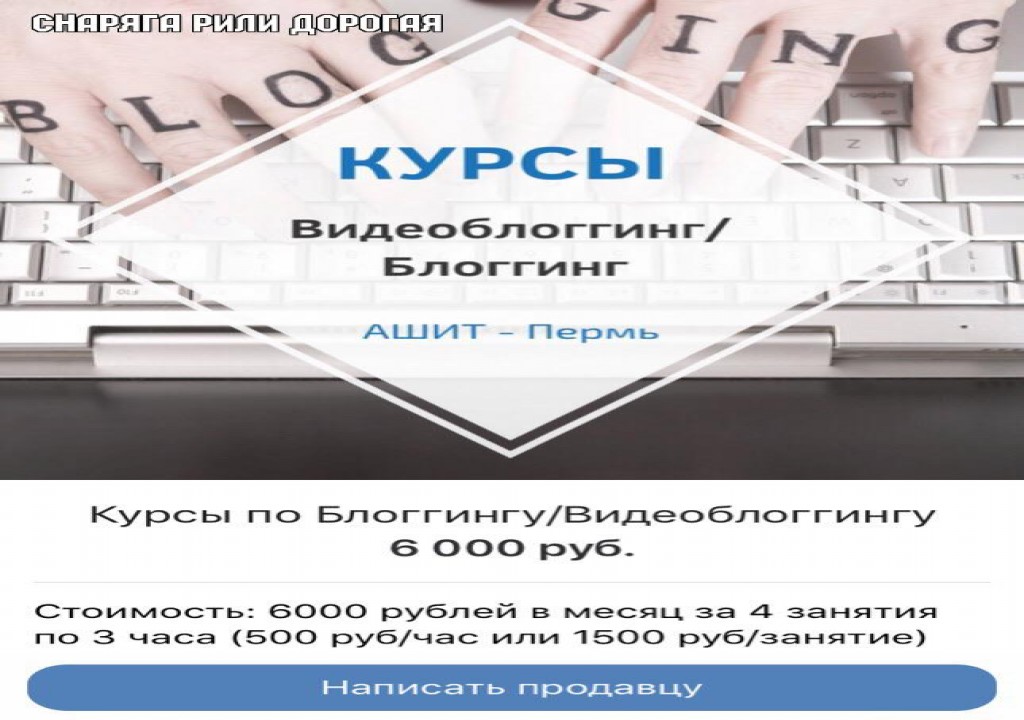 СНАРЯГА РИЛИ ДОРОГАЯ
BLOGGING
КУРСЫ
Видеоблоггинг/
Блоггинг
АШИТ - Пермь
Курсы по Блоггингу/Видеоблоггингу
6 000 руб.
Стоимость: 6000 рублей в месяц за 4 занятия
по 3 часа (500 руб/час или 1500 руб/занятие)
Написать продавцу